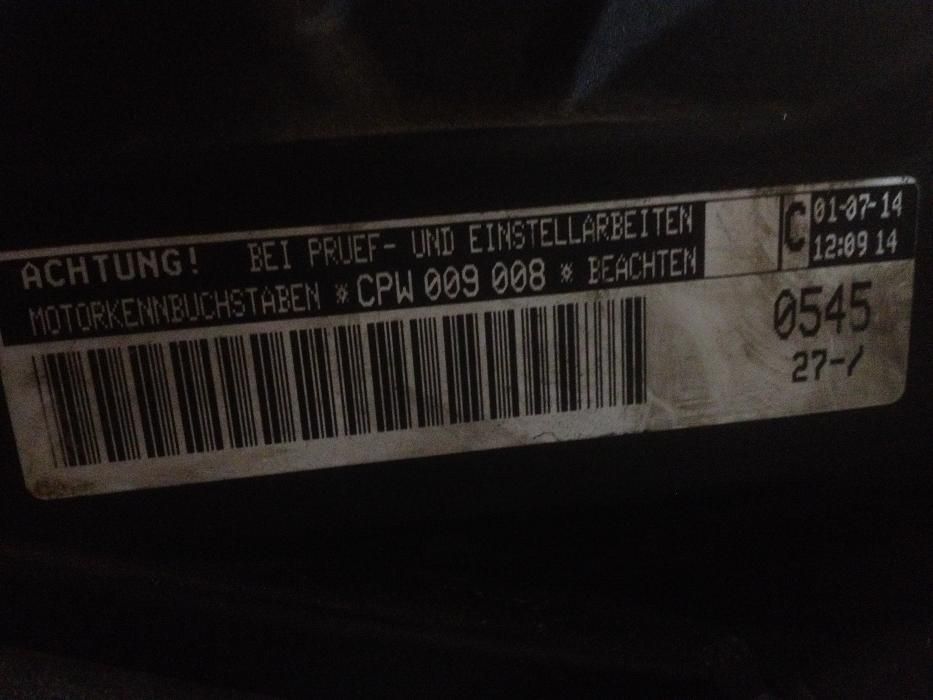 ACHTUNG! BEI PRUEF- UND EINSTELLARBEITEN
MOTORKENNBUCHSTABEN * CPW 009 008 * BEACHTEN
C
01-07-14
12:09 14
0545
27-/